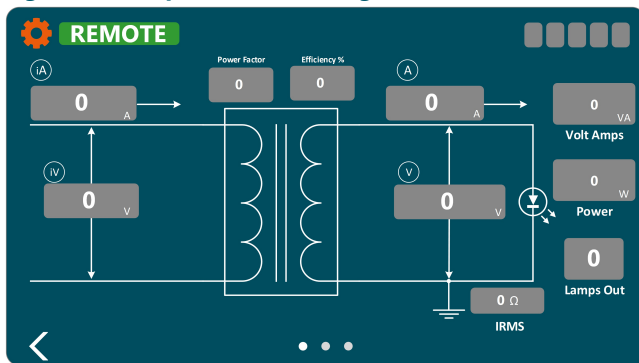 REMOTE
Power Factor
Efficiency %
iA
0
0
A
0 A
0 A
0 VA
Volt Amps
iV
0 V
V
0 V
0 W
Power
0
Lamps Out
0 Ω
IRMS